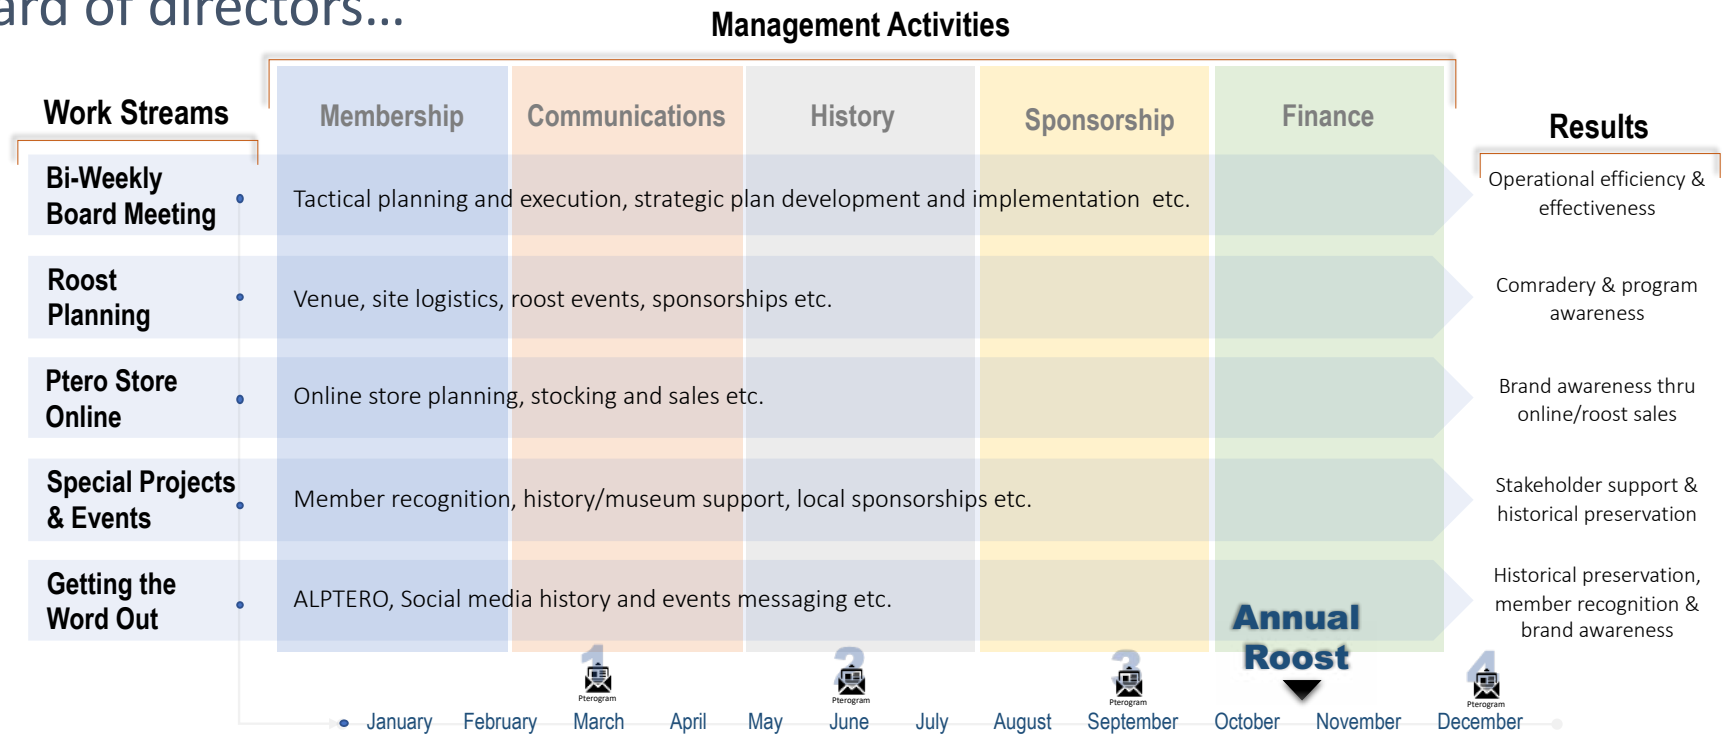 ard of directors...
Management Activities
Work Streams
Membership
Communications
History
Sponsorship
Finance
Results
Bi-Weekly
Board Meeting
Tactical planning and execution, strategic plan development and implementation etc.
Operational efficiency &
effectiveness
Roost
Planning
Venue, site logistics, roost events, sponsorships etc.
Comradery & program
awareness
Ptero Store
Online
Online store planning, stocking and sales etc.
Brand awareness thru
online/roost sales
Special Projects
& Events
Member recognition, history/museum support, local sponsorships etc.
Stakeholder support &
historical preservation
Getting the
Word Out
ALPTERO, Social media history and events messaging etc.
Historical preservation,
member recognition &
brand awareness
Annual
Roost
1
Pterogram
2
Pterogram
3
Pterogram
4
Pterogram
January February March April May June July August September October November December